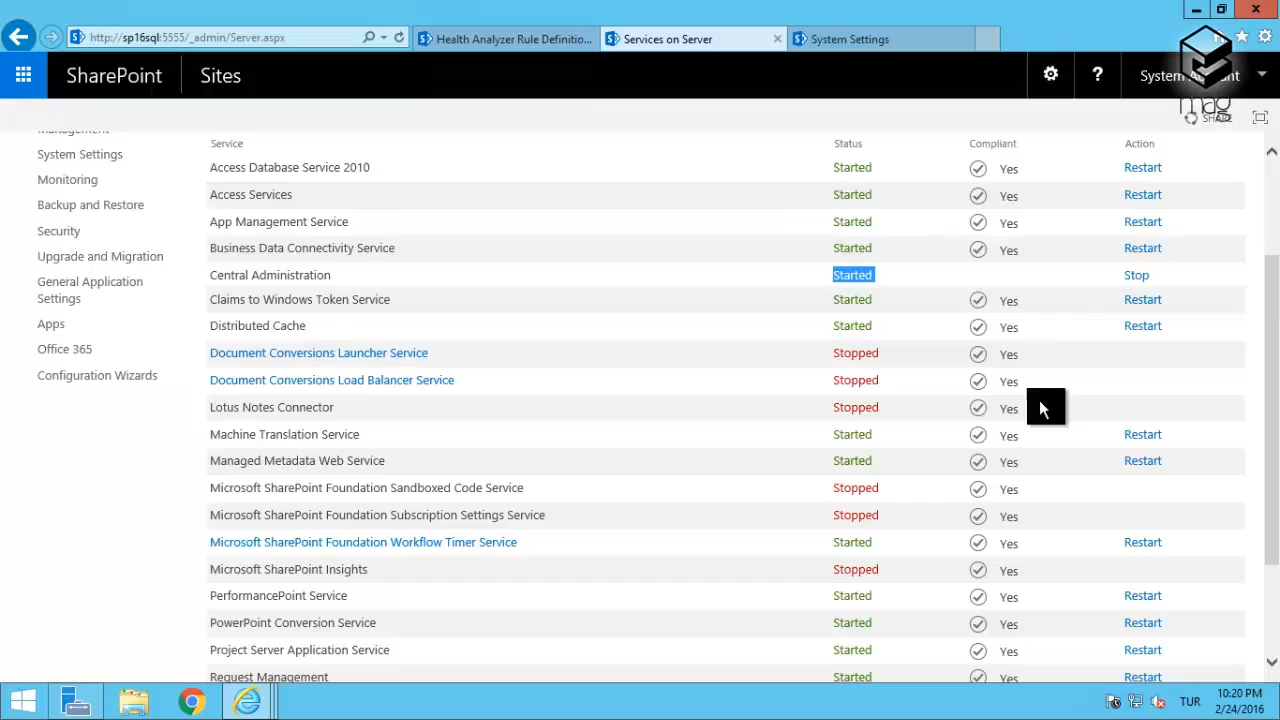 http://sp16sql:5555/_admin/Server.aspx
Health Analyzer Rule Definitio...
Services on Server
System Settings
SharePoint
Sites
?
System Account
mag
SHARE
Management
System Settings
Monitoring
Backup and Restore
Security
Upgrade and Migration
General Application
Settings
Apps
Office 365
Configuration Wizards
Service Status Compliant Action
Access Database Service 2010 Started Yes Restart
Access Services Started Yes Restart
App Management Service Started Yes Restart
Business Data Connectivity Service Started Yes Restart
Central Administration Started Stop
Claims to Windows Token Service Started Yes Restart
Distributed Cache Started Yes Restart
Document Conversions Launcher Service Stopped Yes
Document Conversions Load Balancer Service Stopped Yes
Lotus Notes Connector Stopped Yes
Machine Translation Service Started Yes Restart
Managed Metadata Web Service Started Yes Restart
Microsoft SharePoint Foundation Sandboxed Code Service Stopped Yes
Microsoft SharePoint Foundation Subscription Settings Service Stopped Yes
Microsoft SharePoint Foundation Workflow Timer Service Started Yes Restart
Microsoft SharePoint Insights Stopped Yes
PerformancePoint Service Started Yes Restart
PowerPoint Conversion Service Started Yes Restart
Project Server Application Service Started Yes Restart
Request Management Started Yes Restart
TUR
10:20 PM
2/24/2016